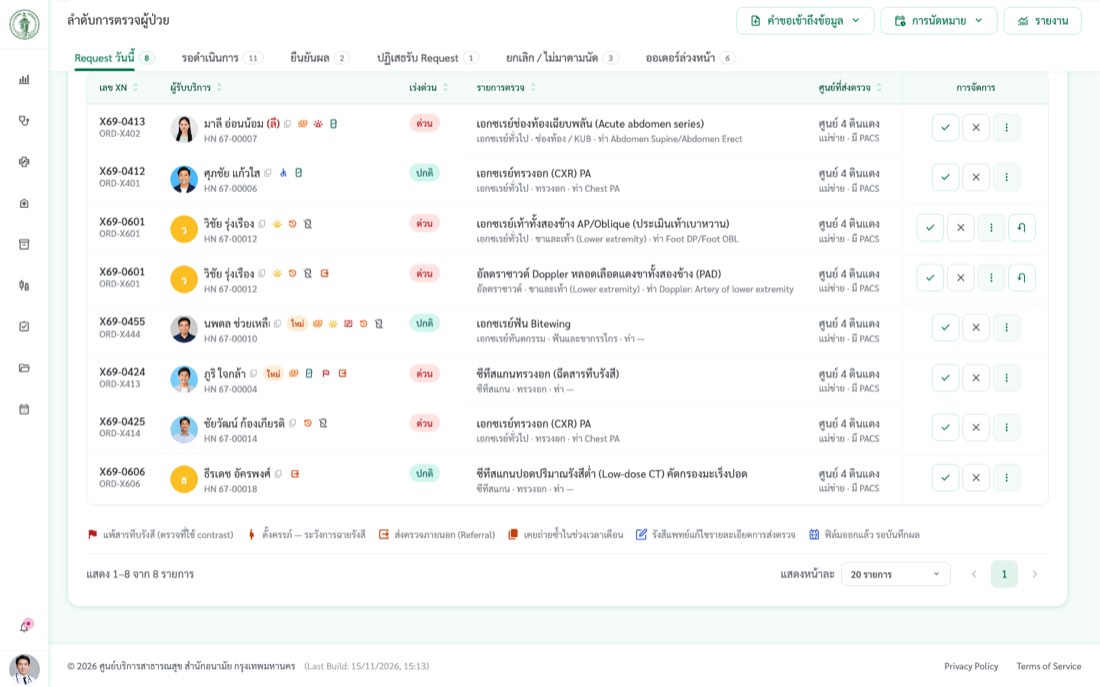 ลำดับการตรวจผู้ป่วย
คำขอเข้าถึงข้อมูล
การนัดหมาย
รายงาน
Request วันนี้ 8
รอดำเนินการ 11
ยืนยันผล 2
ปฏิเสธรับ Request 1
ยกเลิก / ไม่มาตามนัด 3
ออเดอร์ล่วงหน้า 6
เลข XN ผู้รับบริการ เร่งด่วน รายการตรวจ ศูนย์ที่ส่งตรวจ การจัดการ
X69-0413 มาลี อ่อนน้อม (ลี) ด่วน เอกซเรย์ช่องท้องเฉียบพลัน (Acute abdomen series) ศูนย์ 4 ดินแดง
ORD-X402 HN 67-00007 เอกซเรย์ทั่วไป · ช่องท้อง / KUB · ท่า Abdomen Supine/Abdomen Erect แม่ข่าย · มี PACS
X69-0412 ศุภชัย แก้วใส ปกติ เอกซเรย์ทรวงอก (CXR) PA ศูนย์ 4 ดินแดง
ORD-X401 HN 67-00006 เอกซเรย์ทั่วไป · ทรวงอก · ท่า Chest PA แม่ข่าย · มี PACS
X69-0601 ว วิชัย รุ่งเรือง ด่วน เอกซเรย์เท้าทั้งสองข้าง AP/Oblique (ประเมินเท้าเบาหวาน) ศูนย์ 4 ดินแดง
ORD-X601 HN 67-00012 เอกซเรย์ทั่วไป · ขาและเท้า (Lower extremity) · ท่า Foot DP/Foot OBL แม่ข่าย · มี PACS
X69-0601 ว วิชัย รุ่งเรือง ด่วน อัลตราซาวด์ Doppler หลอดเลือดแดงขาทั้งสองข้าง (PAD) ศูนย์ 4 ดินแดง
ORD-X601 HN 67-00012 อัลตราซาวด์ · ขาและเท้า (Lower extremity) · ท่า Doppler: Artery of lower extremity แม่ข่าย · มี PACS
X69-0455 นพดล ช่วยเหลื ใหม่ ปกติ เอกซเรย์ฟัน Bitewing ศูนย์ 4 ดินแดง
ORD-X444 HN 67-00010 เอกซเรย์ทันตกรรม · ฟันและขากรรไกร · ท่า — แม่ข่าย · มี PACS
X69-0424 ภูริ ใจกล้า ใหม่ ด่วน ซีทีสแกนทรวงอก (ฉีดสารทึบรังสี) ศูนย์ 4 ดินแดง
ORD-X413 HN 67-00004 ซีทีสแกน · ทรวงอก · ท่า — แม่ข่าย · มี PACS
X69-0425 ชัยวัฒน์ ก้องเกียรติ ด่วน เอกซเรย์ทรวงอก (CXR) PA ศูนย์ 4 ดินแดง
ORD-X414 HN 67-00014 เอกซเรย์ทั่วไป · ทรวงอก · ท่า Chest PA แม่ข่าย · มี PACS
X69-0606 ธ ธีรเดช อัครพงศ์ ปกติ ซีทีสแกนปอดปริมาณรังสีต่ำ (Low-dose CT) คัดกรองมะเร็งปอด ศูนย์ 4 ดินแดง
ORD-X606 HN 67-00018 ซีทีสแกน · ทรวงอก · ท่า — แม่ข่าย · มี PACS
แพ้สารทึบรังสี (ตรวจที่ใช้ contrast) ตั้งครรภ์ — ระวังการฉายรังสี ส่งตรวจภายนอก (Referral) เคยถ่ายซ้ำในช่วงเวลาเดือน รังสีแพทย์แก้ไขรายละเอียดการส่งตรวจ ฟิล์มออกแล้ว รอบันทึกผล
แสดง 1–8 จาก 8 รายการ แสดงหน้าละ 20 รายการ 1
© 2026 ศูนย์บริการสาธารณสุข สำนักอนามัย กรุงเทพมหานคร (Last Build: 15/11/2026, 15:13) Privacy Policy Terms of Service